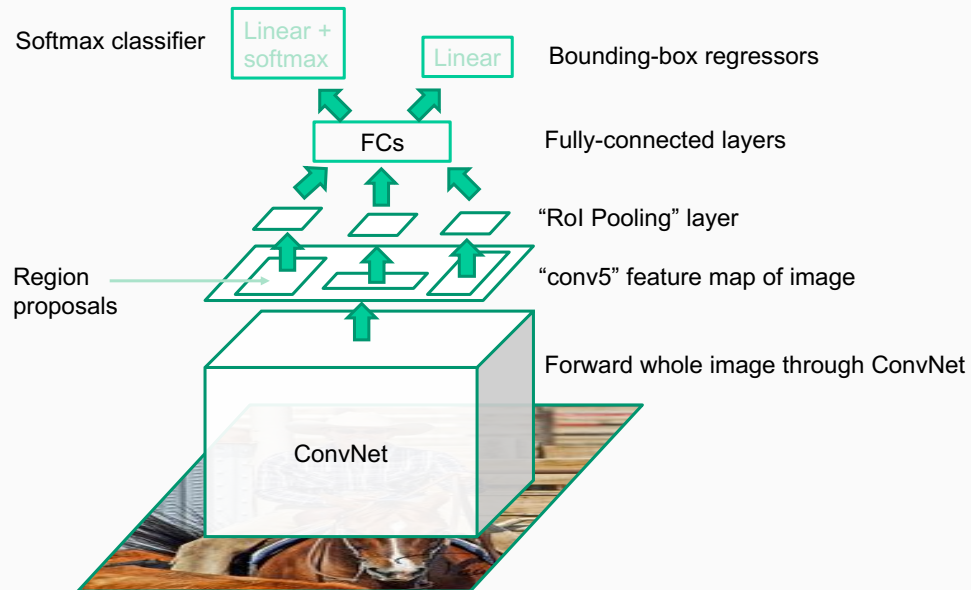 Softmax classifier
Linear +
softmax
Linear
Bounding-box regressors
FCs
Fully-connected layers
“RoI Pooling” layer
Region
proposals
“conv5” feature map of image
Forward whole image through ConvNet
ConvNet